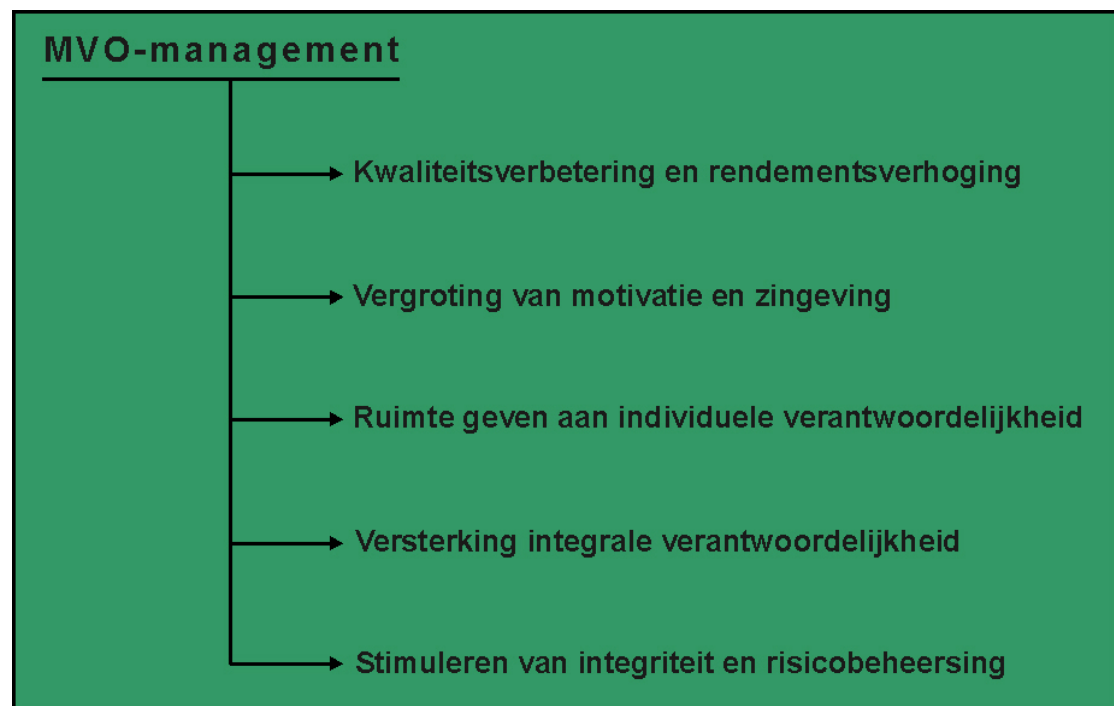 MVO-management
Kwaliteitsverbetering en rendementsverhoging
Vergroting van motivatie en zingeving
Ruimte geven aan individuele verantwoordelijkheid
Versterking integrale verantwoordelijkheid
Stimuleren van integriteit en risicobeheersing